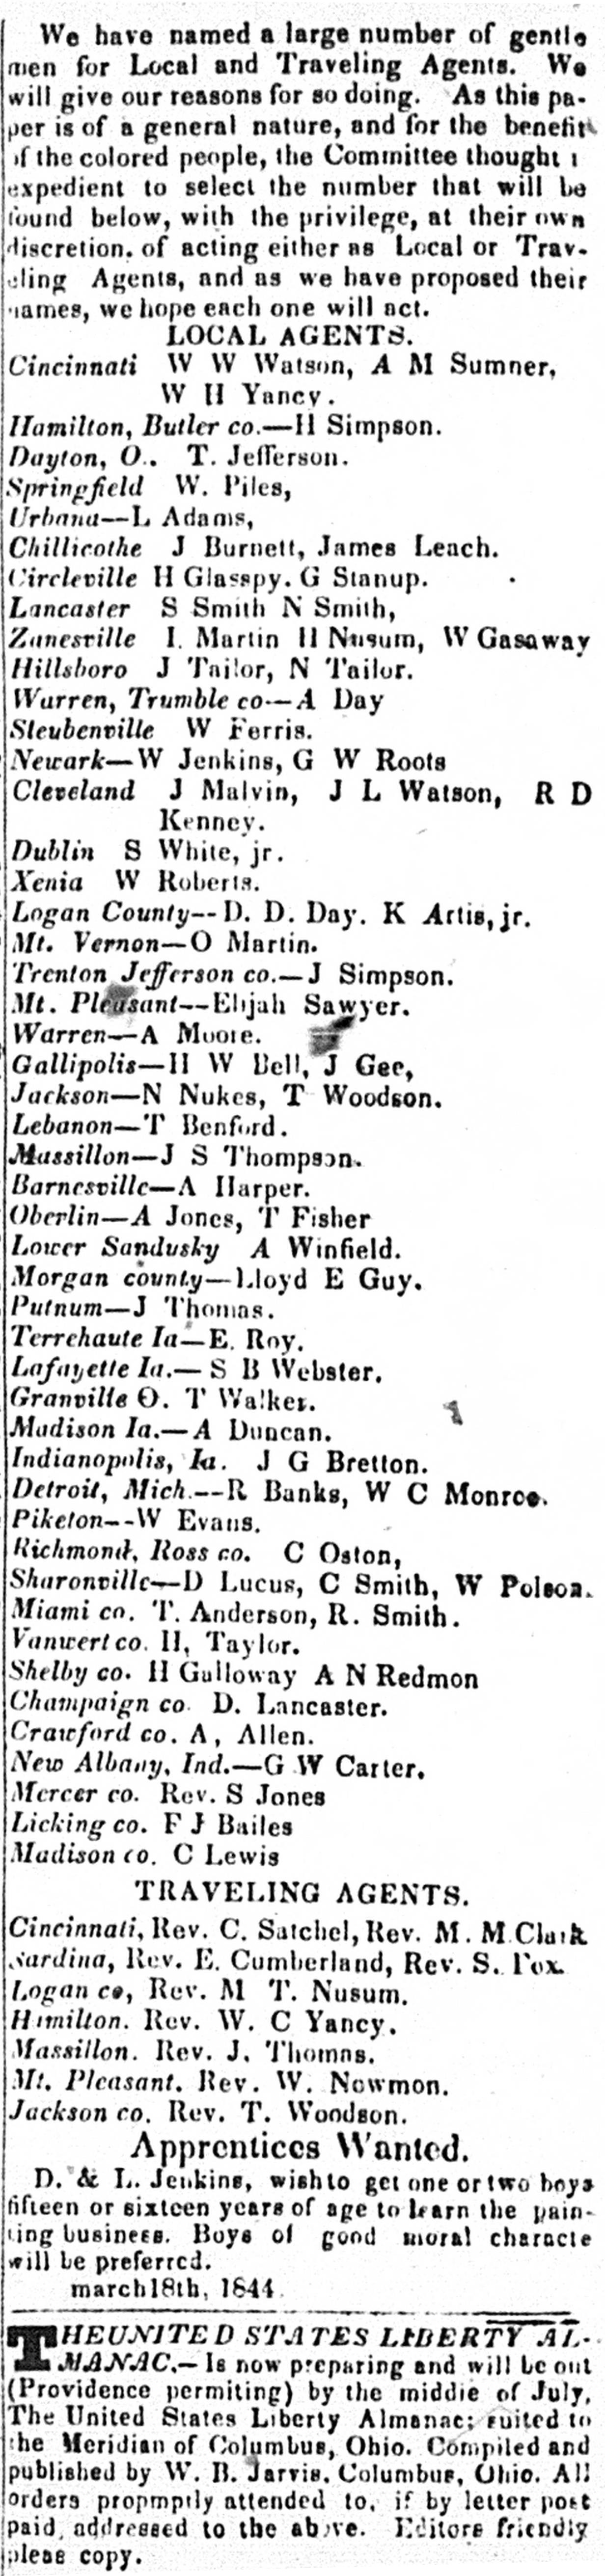 We have named a large number of gentle
men for Local and Traveling Agents. We
will give our reasons for so doing. As this pa-
per is of a general nature, and for the benefit
of the colored people, the Committee thought i
expedient to select the number that will be
found below, with the privilege, at their own
discretion, of acting either as Local or Trav-
eling Agents, and as we have proposed their
names, we hope each one will act.
LOCAL AGENTS.
Cincinnati W W Watson, A M Sumner,
W H Yancy.
Hamilton, Butler co.—H Simpson.
Dayton, O.. T. Jefferson.
Springfield W. Piles,
Urbana—L Adams,
Chillicothe J Burnett, James Leach.
Circleville H Glasspy. G Stanup.
Lancaster S Smith N Smith,
Zanesville I. Martin H Nusum, W Gasaway
Hillsboro J Tailor, N Tailor.
Warren, Trumble co—A Day
Steubenville W Ferris.
Newark—W Jenkins, G W Roots
Cleveland J Malvin, J L Watson, R D
Kenney.
Dublin S White, jr.
Xenia W Roberts.
Logan County--D. D. Day. K Artis, jr.
Mt. Vernon—O Martin.
Trenton Jefferson co.—J Simpson.
Mt. Pleasant—Elijah Sawyer.
Warren—A Moore.
Gallipolis—H W Bell, J Gee,
Jackson—N Nukes, T Woodson.
Lebanon—T Benford.
Massillon—J S Thompson.
Barnesville—A Harper.
Oberlin—A Jones, T Fisher
Lower Sandusky A Winfield.
Morgan county—Lloyd E Guy.
Putnum—J Thomas.
Terrehaute Ia—E. Roy.
Lafayette Ia.— S B Webster.
Granville O. T Walker.
Madison Ia.—A Duncan.
Indianopolis, Ia. J G Bretton.
Detroit, Mich.--R Banks, W C Monroe.
Piketon--W Evans.
Richmond, Ross co. C Oston,
Sharonville—D Lucus, C Smith, W Polson.
Miami co. T. Anderson, R. Smith.
Vanwert co. H, Taylor.
Shelby co. H Galloway A N Redmon
Champaign co. D. Lancaster.
Crawford co. A, Allen.
New Albany, Ind.—G W Carter.
Mercer co. Rev. S Jones
Licking co. F J Bailes
Madison co. C Lewis
TRAVELING AGENTS.
Cincinnati, Rev. C. Satchel, Rev. M. M Clark
Sardina, Rev. E. Cumberland, Rev. S. Fox.
Logan co, Rev. M T. Nusum.
Hamilton. Rev. W. C Yancy.
Massillon. Rev. J. Thomas.
Mt. Pleasant. Rev. W. Nowmon.
Jackson co. Rev. T. Woodson.
Apprentices Wanted.
D. & L. Jenkins, wish to get one or two boys
fifteen or sixteen years of age to learn the pain-
ting business. Boys of good moral characte
will be preferred.
march 18th, 1844.
THE UNITED STATES LIBERTY AL-
MANAC.— Is now preparing and will be out
(Providence permiting) by the middle of July,
The United States Liberty Almanac; suited to
the Meridian of Columbus, Ohio. Compiled and
published by W. B. Jarvis, Columbus, Ohio. All
orders propmptly attended to, if by letter post
paid, addressed to the above. Editors friendly
pleas copy.